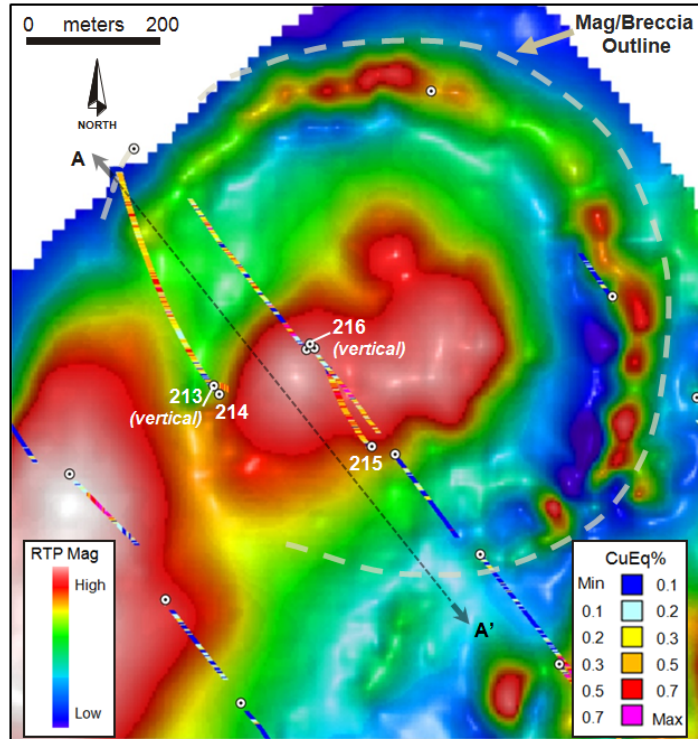 0 meters 200
NORTH
Mag/Breccia
Outline
A
216
(vertical)
213
(vertical)
214
215
A’
RTP Mag
High
Low
CuEq%
Min 0.1
0.1 0.2
0.2 0.3
0.3 0.5
0.5 0.7
0.7 Max